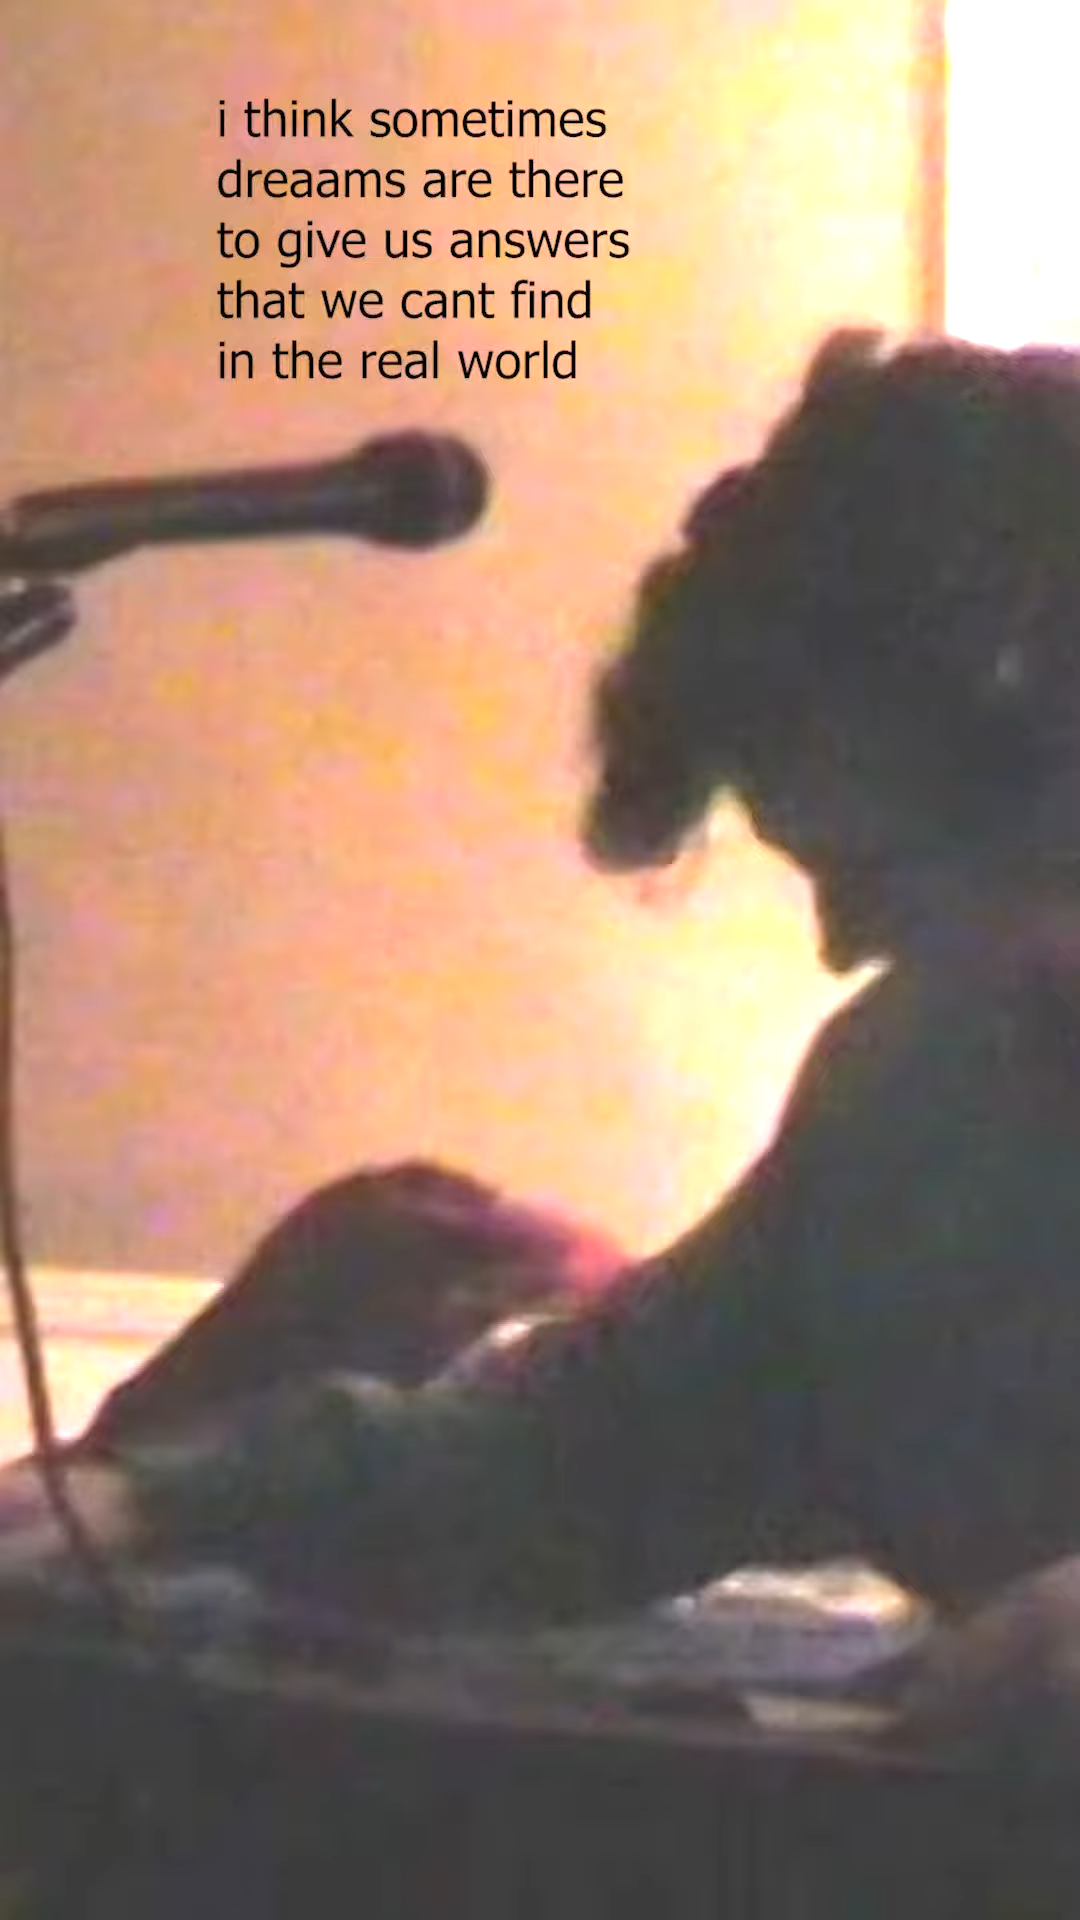 i think sometimes
dreaams are there
to give us answers
that we cant find
in the real world